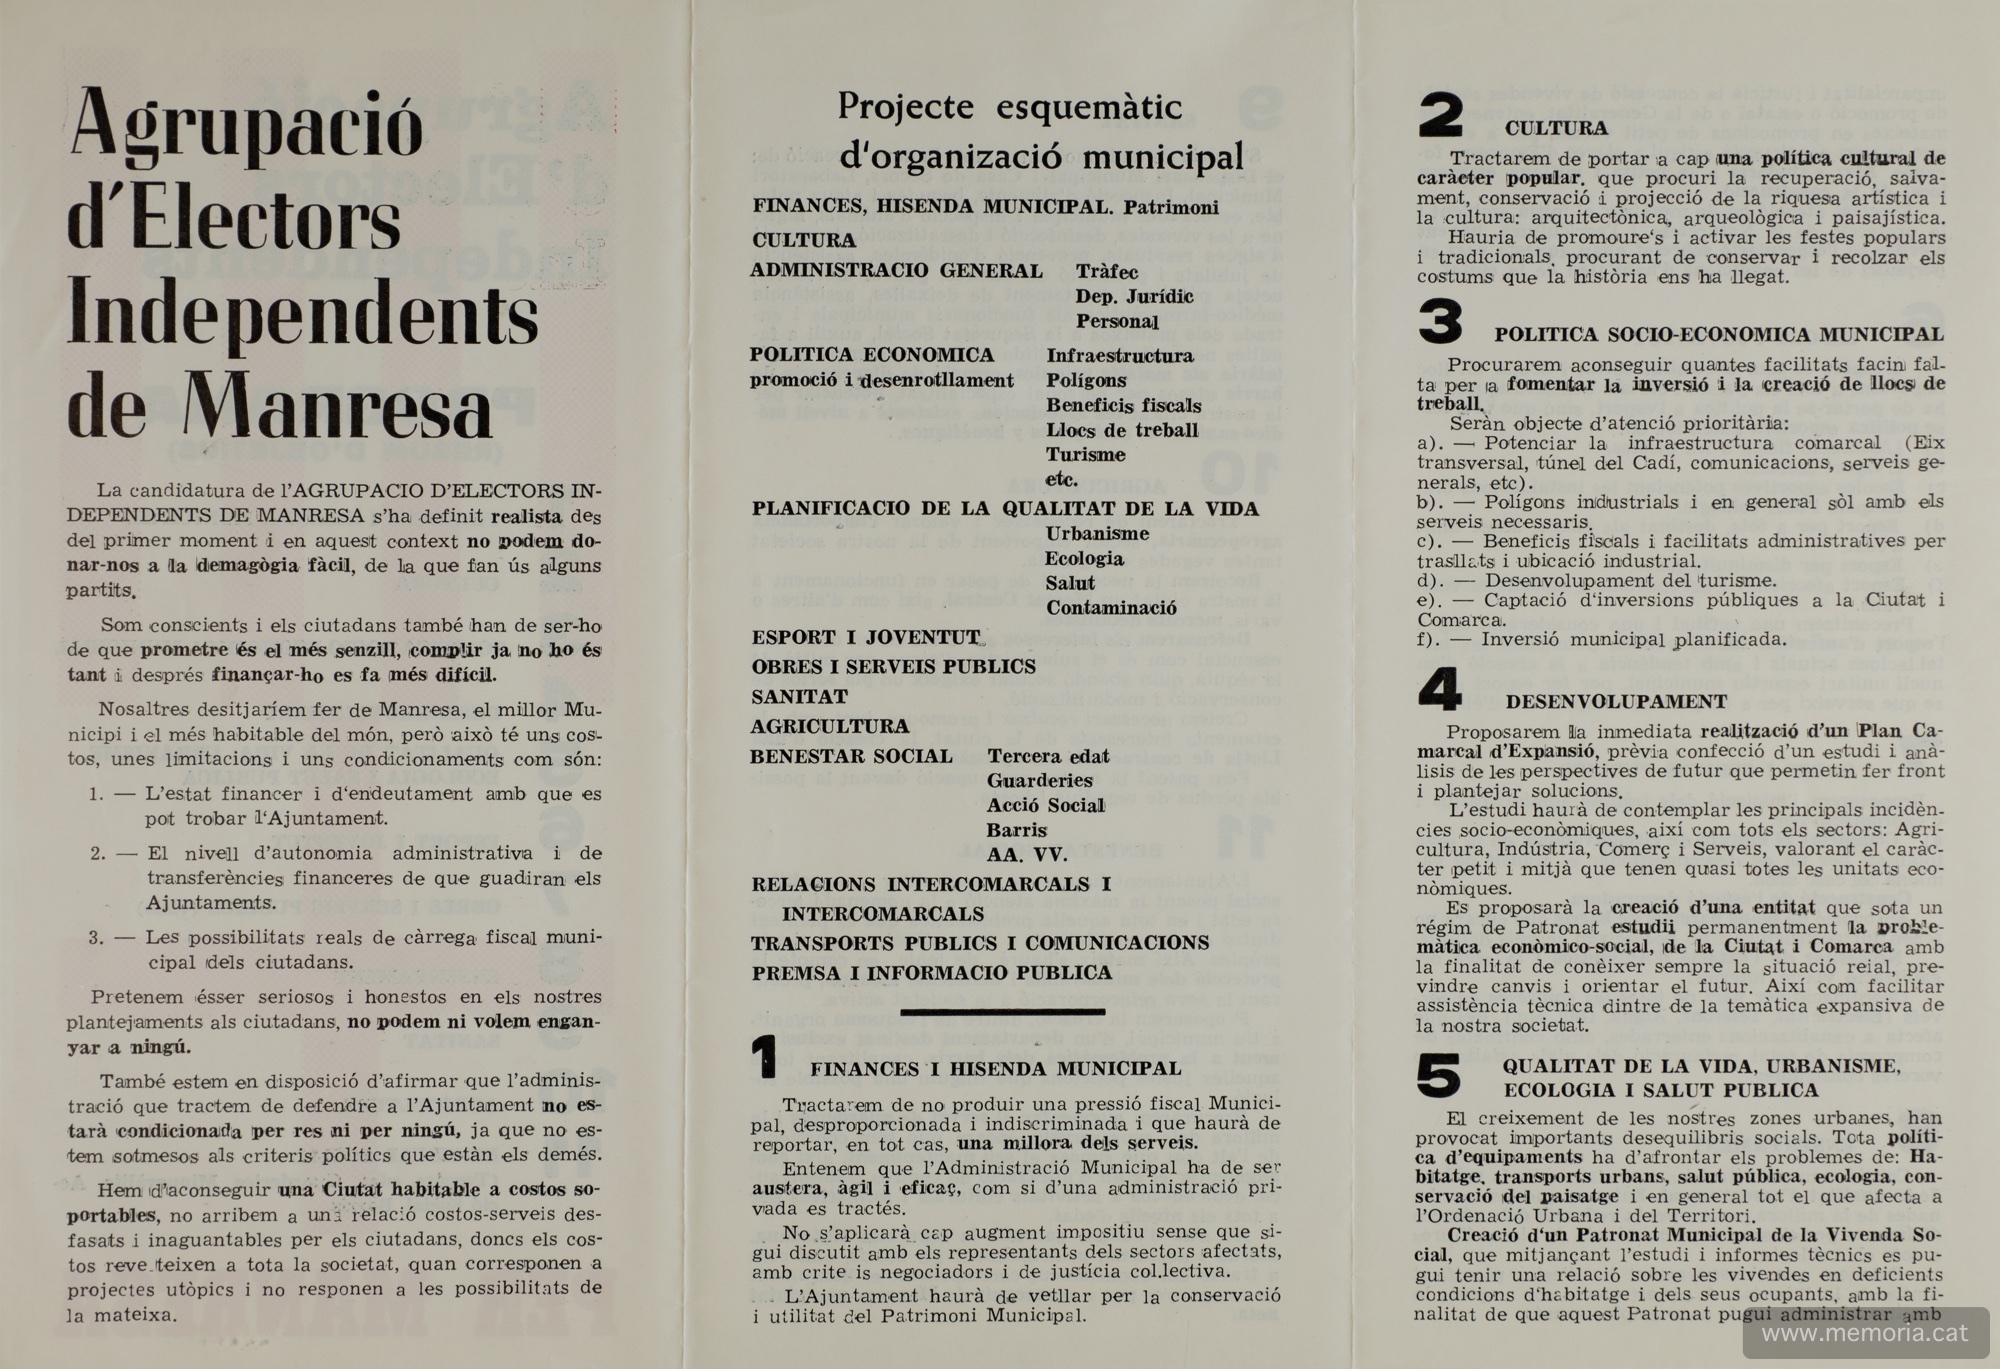 Agrupació
d'Electors
Independents
de Manresa
La candidatura de l'AGRUPACIO D'ELECTORS IN-
DEPENDENTS DE MANRESA s'ha definit realista des
del primer moment i en aquest context no podem do-
nar-nos a la demagògia fàcil, de la que fan ús alguns
partits.
Som conscients i els ciutadans també han de ser-ho
de que prometre és el més senzill, complir ja no ho és
tant i després finançar-ho es fa més difícil.
Nosaltres desitjaríem fer de Manresa, el millor Mu-
nicipi i el més habitable del món, però això té uns cos-
tos, unes limitacions i uns condicionaments com són:
1. — L'estat financer i d'endeutament amb que es
pot trobar l'Ajuntament.
2. — El nivell d'autonomia administrativa i de
transferències financeres de que guadiran els
Ajuntaments.
3. — Les possibilitats reals de càrrega fiscal muni-
cipal dels ciutadans.
Pretenem ésser seriosos i honestos en els nostres
plantejaments als ciutadans, no podem ni volem engan-
yar a ningú.
També estem en disposició d'afirmar que l'adminis-
tració que tractem de defendre a l'Ajuntament no es-
tarà condicionada per res ni per ningú, ja que no es-
tem sotmesos als criteris polítics que estàn els demés.
Hem d'aconseguir una Ciutat habitable a costos so-
portables, no arribem a una relació costos-serveis des-
fasats i inaguantables per els ciutadans, doncs els cos-
tos reve.teixen a tota la societat, quan corresponen a
projectes utòpics i no responen a les possibilitats de
la mateixa.
Projecte esquemàtic
d'organizació municipal
FINANCES, HISENDA MUNICIPAL. Patrimoni
CULTURA
ADMINISTRACIO GENERAL Tràfec
Dep. Jurídic
Personal
POLITICA ECONOMICA Infraestructura
promoció i desenrotllament Polígons
Beneficis fiscals
Llocs de treball
Turisme
etc.
PLANIFICACIO DE LA QUALITAT DE LA VIDA
Urbanisme
Ecologia
Salut
Contaminació
ESPORT I JOVENTUT
OBRES I SERVEIS PUBLICS
SANITAT
AGRICULTURA
BENESTAR SOCIAL Tercera edat
Guarderies
Acció Social
Barris
AA. VV.
RELACIONS INTERCOMARCALS I
INTERCOMARCALS
TRANSPORTS PUBLICS I COMUNICACIONS
PREMSA I INFORMACIO PUBLICA
1 FINANCES I HISENDA MUNICIPAL
Tractarem de no produir una pressió fiscal Munici-
pal, desproporcionada i indiscriminada i que haurà de
reportar, en tot cas, una millora dels serveis.
Entenem que l'Administració Municipal ha de ser
austera, àgil i eficaç, com si d'una administració pri-
vada es tractés.
No s'aplicarà cap augment impositiu sense que si-
gui discutit amb els representants dels sectors afectats,
amb crite is negociadors i de justícia col.lectiva.
L'Ajuntament haurà de vetllar per la conservació
i utilitat del Patrimoni Municipal.
2 CULTURA
Tractarem de portar a cap una política cultural de
caràcter popular, que procuri la recuperació, salva-
ment, conservació i projecció de la riquesa artística i
la cultura: arquitectònica, arqueològica i paisajística.
Hauria de promoure's i activar les festes populars
i tradicionals, procurant de conservar i recolzar els
costums que la història ens ha llegat.
3 POLITICA SOCIO-ECONOMICA MUNICIPAL
Procurarem aconseguir quantes facilitats facin fal-
ta per a fomentar la inversió i la creació de llocs de
treball.
Seràn objecte d'atenció prioritària:
a). — Potenciar la infraestructura comarcal (Eix
transversal, túnel del Cadí, comunicacions, serveis ge-
nerals, etc).
b). — Polígons industrials i en general sòl amb els
serveis necessaris.
c). — Beneficis fiscals i facilitats administratives per
trasllats i ubicació industrial.
d). — Desenvolupament del turisme.
e). — Captació d'inversions públiques a la Ciutat i
Comarca.
f). — Inversió municipal planificada.
4 DESENVOLUPAMENT
Proposarem la inmediata realització d'un Plan Ca-
marcal d'Expansió, prèvia confecció d'un estudi i anà-
lisis de les perspectives de futur que permetin fer front
i plantejar solucions.
L'estudi haurà de contemplar les principals incidèn-
cies socio-econòmiques, així com tots els sectors: Agri-
cultura, Indústria, Comerç i Serveis, valorant el caràc-
ter petit i mitjà que tenen quasi totes les unitats eco-
nòmiques.
Es proposarà la creació d'una entitat que sota un
régim de Patronat estudii permanentment la proble-
màtica econòmico-social, de la Ciutat i Comarca amb
la finalitat de conèixer sempre la situació reial, pre-
vindre canvis i orientar el futur. Així com facilitar
assistència tècnica dintre de la temàtica expansiva de
la nostra societat.
5 QUALITAT DE LA VIDA, URBANISME,
ECOLOGIA I SALUT PUBLICA
El creixement de les nostres zones urbanes, han
provocat importants desequilibris socials. Tota políti-
ca d'equipaments ha d'afrontar els problemes de: Ha-
bitatge, transports urbans, salut pública, ecologia, con-
servació del paisatge i en general tot el que afecta a
l'Ordenació Urbana i del Territori.
Creació d'un Patronat Municipal de la Vivenda So-
cial, que mitjançant l'estudi i informes tècnics es pu-
gui tenir una relació sobre les vivendes en deficients
condicions d'habitatge i dels seus ocupants, amb la fi-
nalitat de que aquest Patronat pugui administrar amb
www.memoria.cat